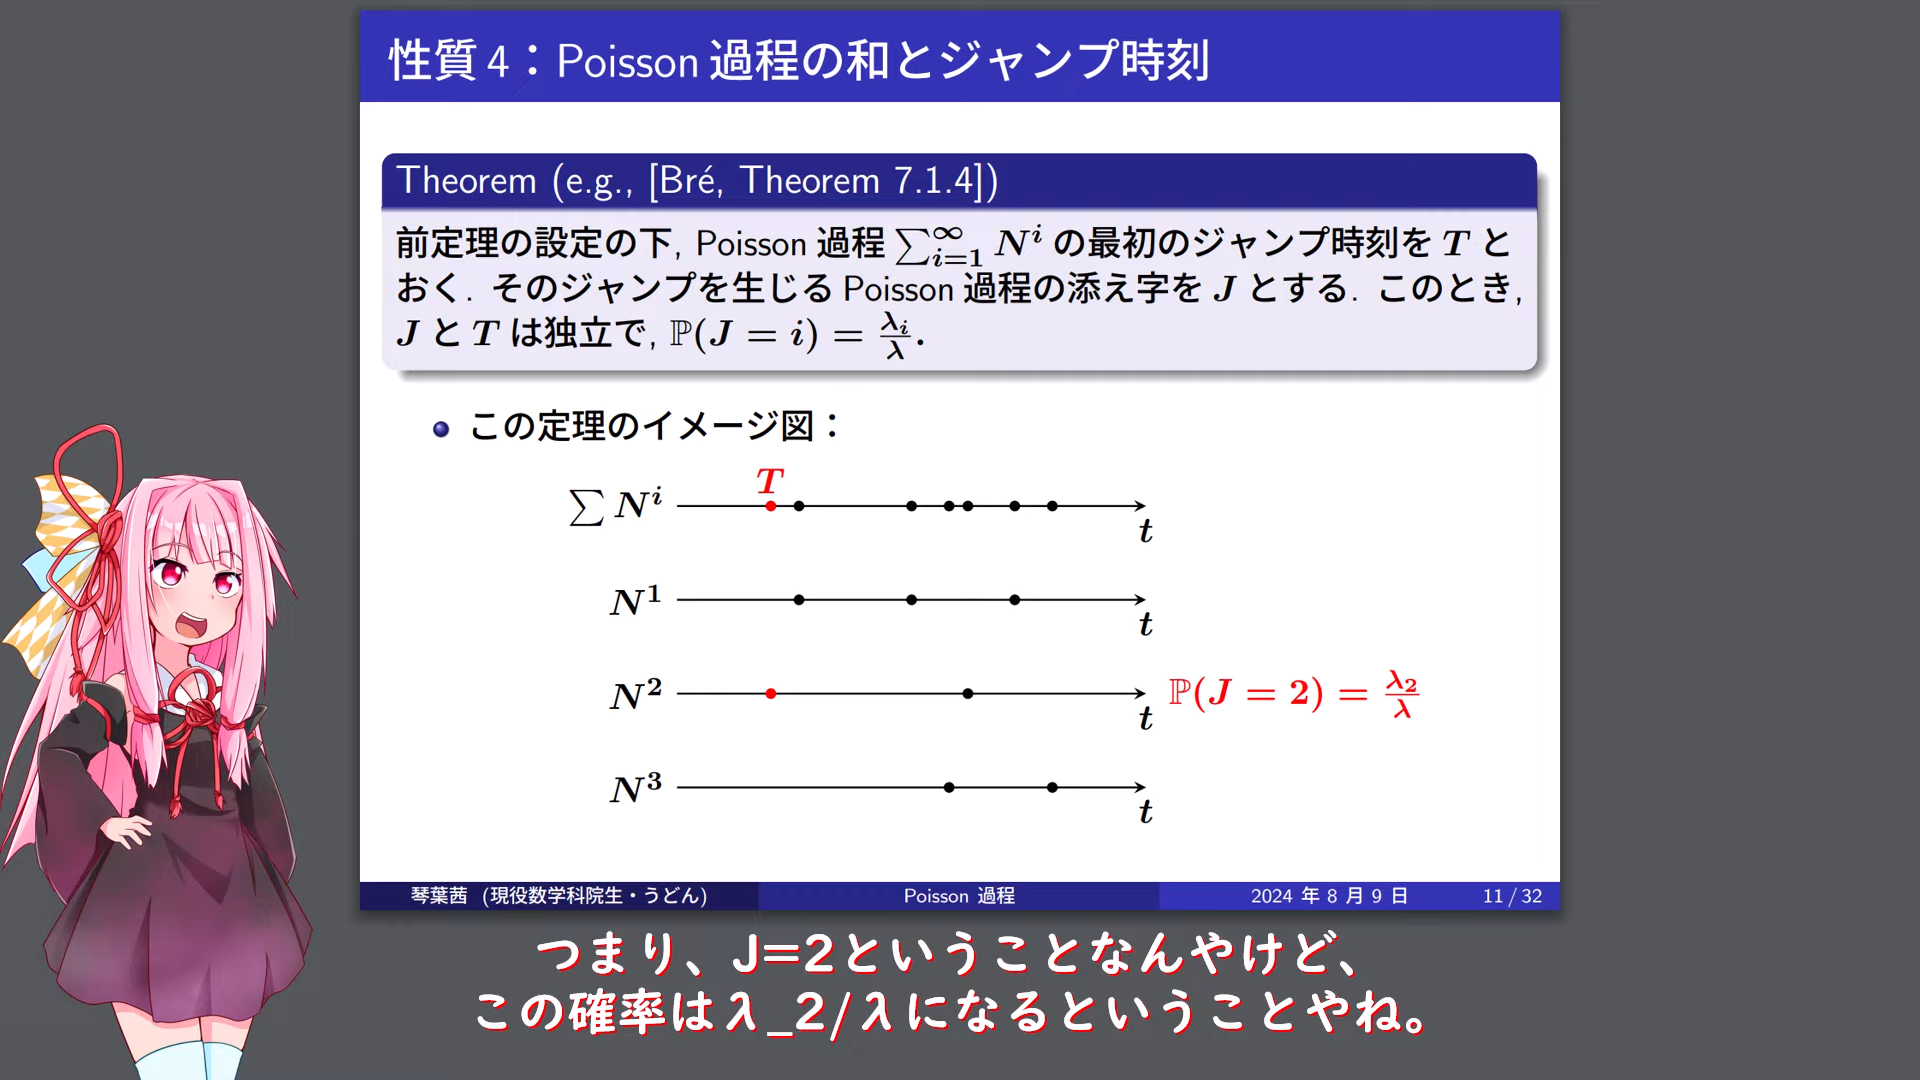 性質 4：Poisson 過程の和とジャンプ時刻
Theorem (e.g., [Bré, Theorem 7.1.4])
前定理の設定の下, Poisson 過程 ∑_{i=1}^{∞} N^i の最初のジャンプ時刻を T と
おく. そのジャンプを生じる Poisson 過程の添え字を J とする. このとき,
J と T は独立で, ℙ(J = i) = λ_i/λ.
この定理のイメージ図：
T
∑ N^i
t
N^1
t
N^2
t
ℙ(J = 2) = λ_2/λ
N^3
t
琴葉茜 (現役数学科院生・うどん)
Poisson 過程
2024 年 8 月 9 日
11 / 32
つまり、J=2ということなんやけど、
この確率はλ_2/λになるということやね。